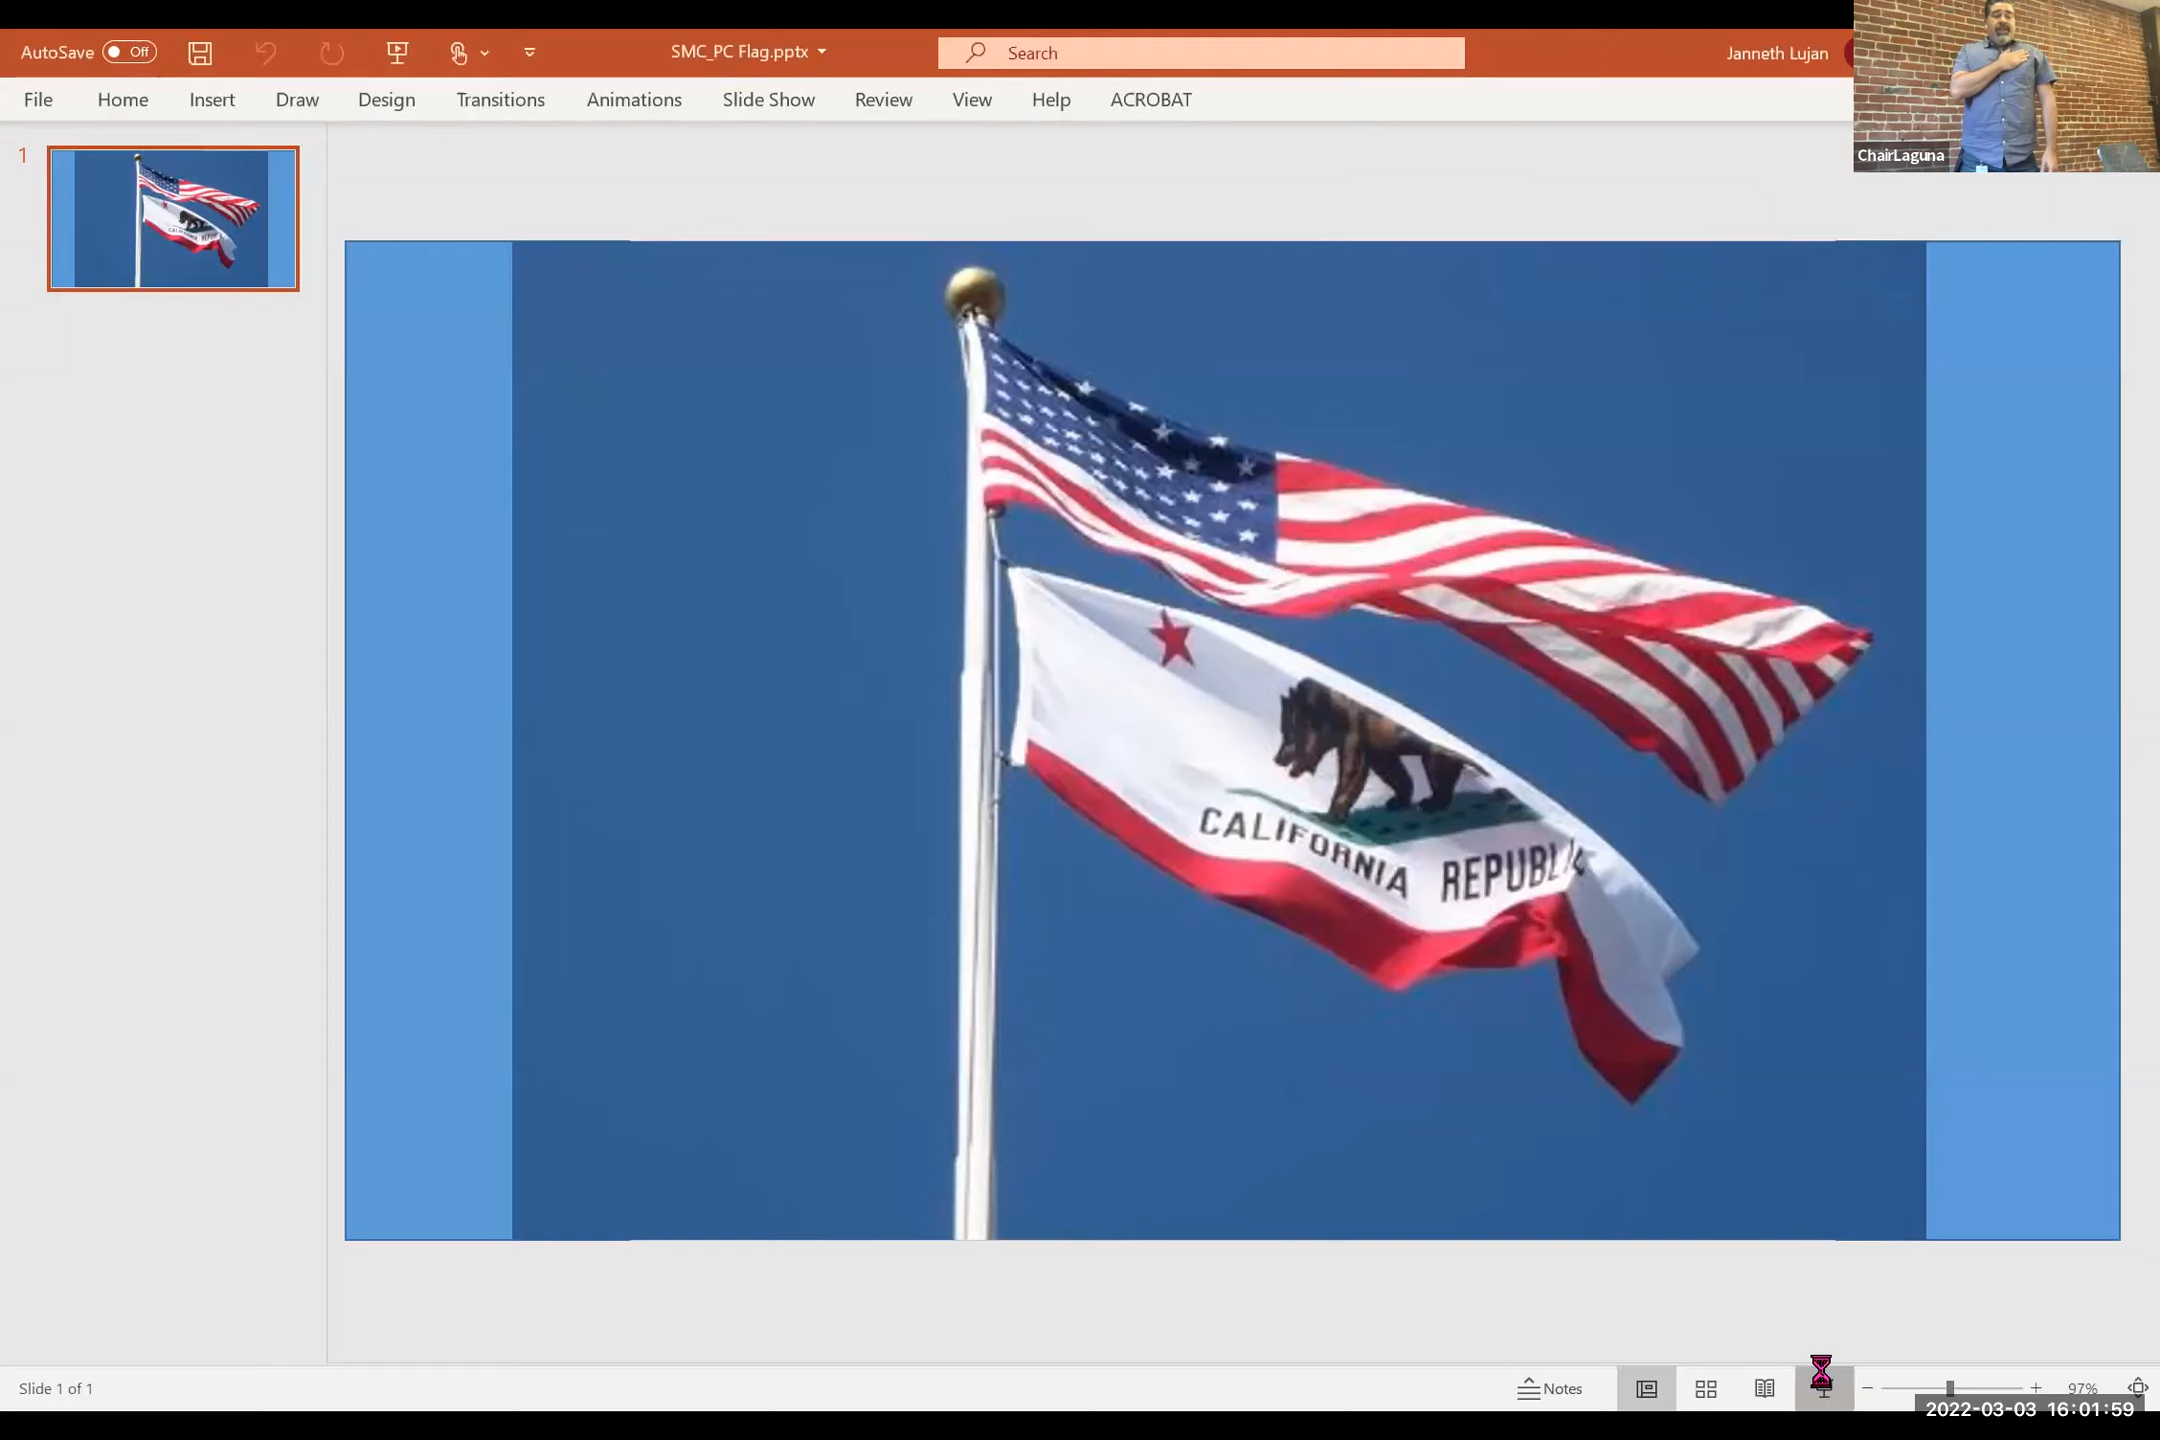 AutoSave Off SMC_PC Flag.pptx Search Janneth Lujan
File Home Insert Draw Design Transitions Animations Slide Show Review View Help ACROBAT
ChairLaguna
1
CALIFORNIA REPUBLIC
Slide 1 of 1 Notes 97%
2022-03-03 16:01:59